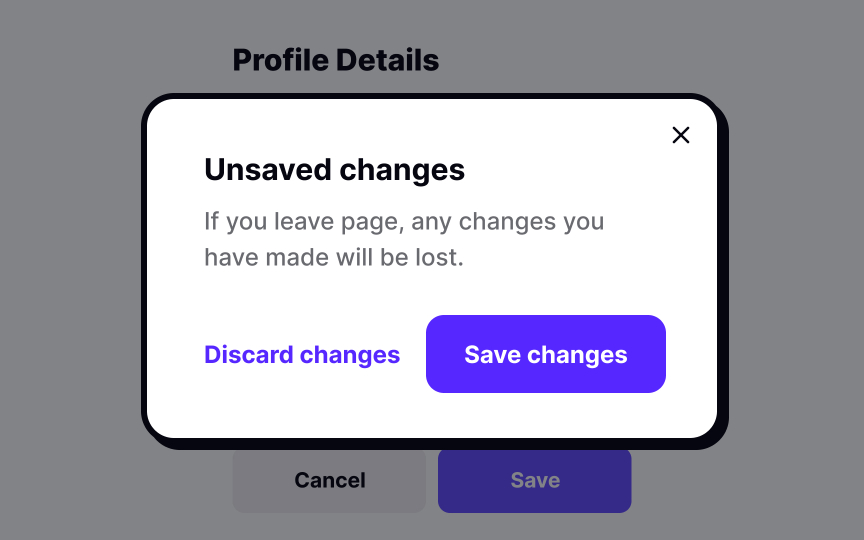 Profile Details
Unsaved changes
If you leave page, any changes you
have made will be lost.
Discard changes
Save changes
Cancel
Save